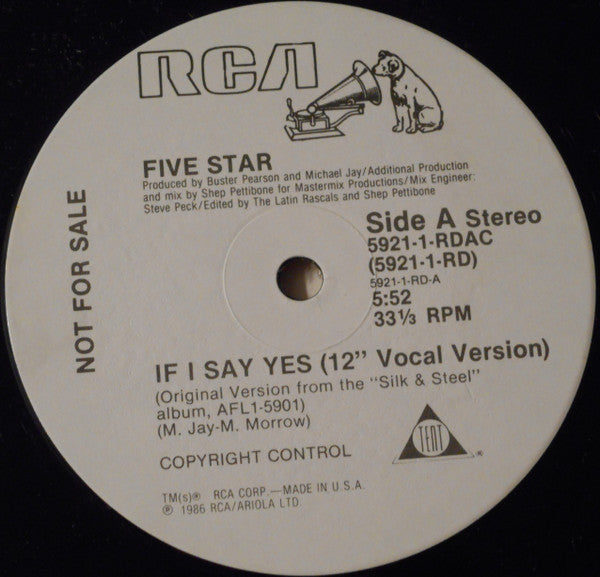 RCA
FIVE STAR
Produced by Buster Pearson and Michael Jay/Additional Production
and mix by Shep Pettibone for Mastermix Productions/Mix Engineer:
Steve Peck/Edited by The Latin Rascals and Shep Pettibone
NOT FOR SALE
Side A Stereo
5921-1-RDAC
(5921-1-RD)
5921-1-RD-A
5:52
33⅓ RPM
IF I SAY YES (12” Vocal Version)
(Original Version from the “Silk & Steel”
album, AFL1-5901)
(M. Jay-M. Morrow)
TENT ®
COPYRIGHT CONTROL
TM(s)® RCA CORP.—MADE IN U.S.A.
℗ 1986 RCA/ARIOLA LTD.